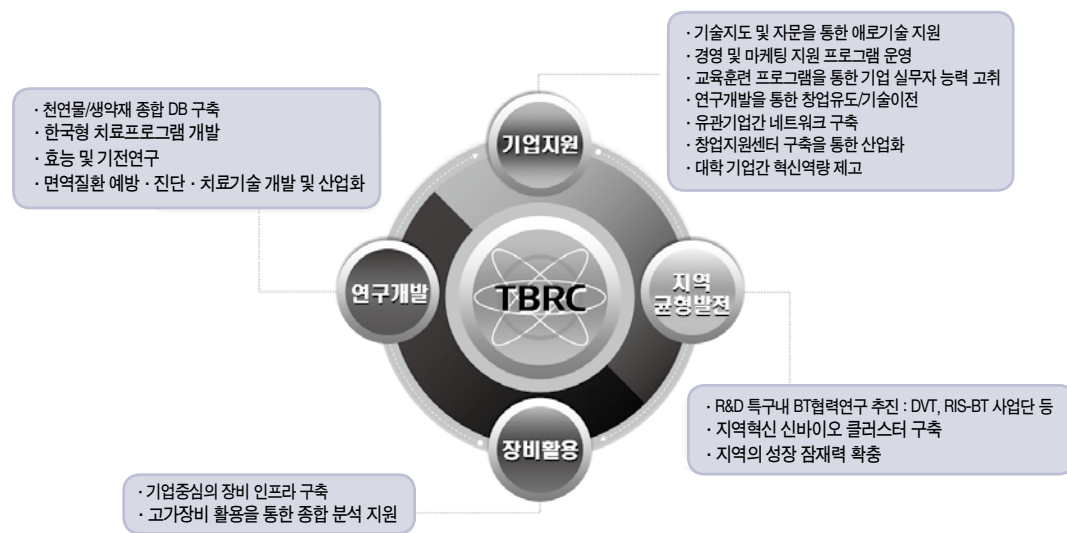 · 기술지도 및 자문을 통한 애로기술 지원
· 경영 및 마케팅 지원 프로그램 운영
· 교육훈련 프로그램을 통한 기업 실무자 능력 고취
· 연구개발을 통한 창업유도/기술이전
· 유관기업간 네트워크 구축
· 창업지원센터 구축을 통한 산업화
· 대학 기업간 혁신역량 제고
· 천연물/생약재 종합 DB 구축
· 한국형 치료프로그램 개발
· 효능 및 기전연구
· 면역질환 예방 · 진단 · 치료기술 개발 및 산업화
기업지원
연구개발
TBRC
지역
균형발전
장비활용
· R&D 특구내 BT협력연구 추진 : DVT, RIS-BT 사업단 등
· 지역혁신 신바이오 클러스터 구축
· 지역의 성장 잠재력 확충
· 기업중심의 장비 인프라 구축
· 고가장비 활용을 통한 종합 분석 지원